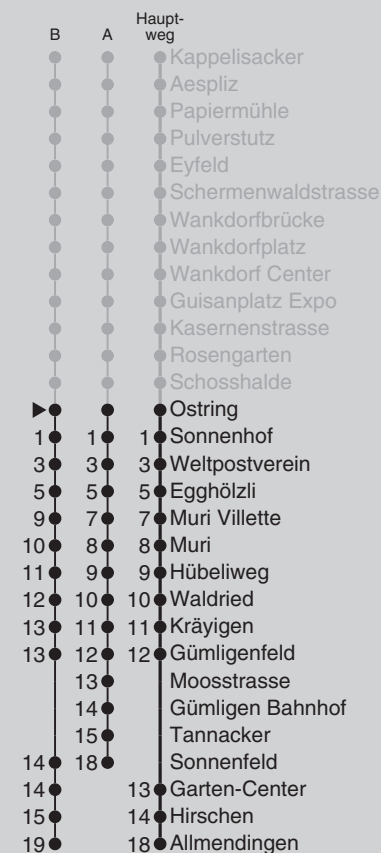 Haupt-
B A weg
Kappelisacker
Aespliz
Papiermühle
Pulverstutz
Eyfeld
Schermenwaldstrasse
Wankdorfbrücke
Wankdorfplatz
Wankdorf Center
Guisanplatz Expo
Kasernenstrasse
Rosengarten
Schosshalde
Ostring
1 1 1 Sonnenhof
3 3 3 Weltpostverein
5 5 5 Egghölzli
9 7 7 Muri Villette
10 8 8 Muri
11 9 9 Hübeliweg
12 10 10 Waldried
13 11 11 Kräyigen
13 12 12 Gümligenfeld
13 Moosstrasse
14 Gümligen Bahnhof
15 Tannacker
14 18 Sonnenfeld
14 13 Garten-Center
15 14 Hirschen
19 18 Allmendingen